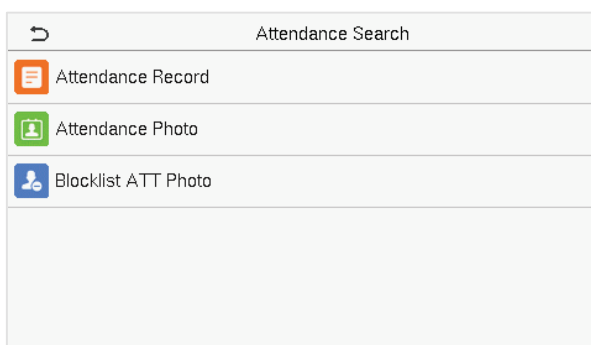 Attendance Search
Attendance Record
Attendance Photo
Blocklist ATT Photo